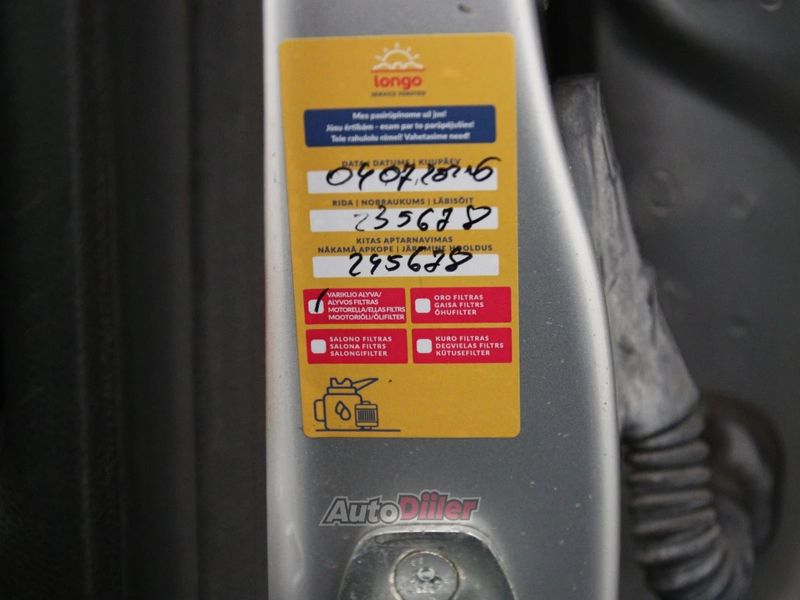 longo
SERVICE VERIFIED
Mes pasirūpinome už jus!
Jūsu ērtībām - esam par to parūpējušies!
Teie rahulolu nimel! Vahetasime need!
DATA | DATUMS | KUUPÄEV
04 07
RIDA | NOBRAUKUMS | LÄBISÕIT
235678
KITAS APTARNAVIMAS
NĀKAMĀ APKOPE | JÄRGMINE HOOLDUS
245678
VARIKLIO ALYVA/
ALYVOS FILTRAS
MOTOREĻĻA/EĻĻAS FILTRS
MOOTORIÕLI/ÕLIFILTER
ORO FILTRAS
GAISA FILTRS
ÕHUFILTER
SALONO FILTRAS
SALONA FILTRS
SALONGIFILTER
KURO FILTRAS
DEGVIELAS FILTRS
KÜTUSEFILTER
AutoDiiler